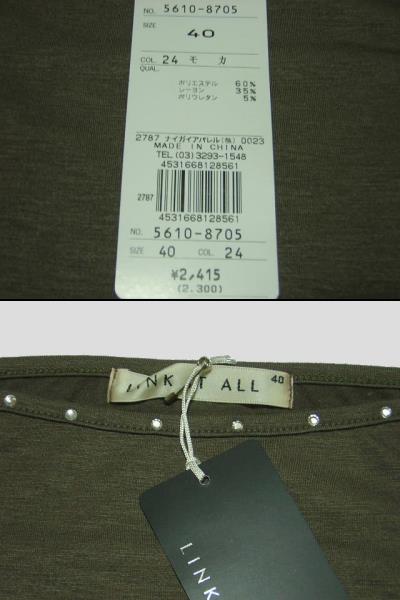 NO. 5610-8705
SIZE 40
COL. 24 モカ
QUAL.
ポリエステル 60%
レーヨン 35%
ポリウレタン 5%
2787 ナイガイアパレル(株) 0023
MADE IN CHINA
TEL (03)3293-1548
4531668128561
2787
4531668128561
NO. 5610-8705
SIZE 40 COL 24
¥2,415
(2.300)
LINK IT ALL 40
LINK